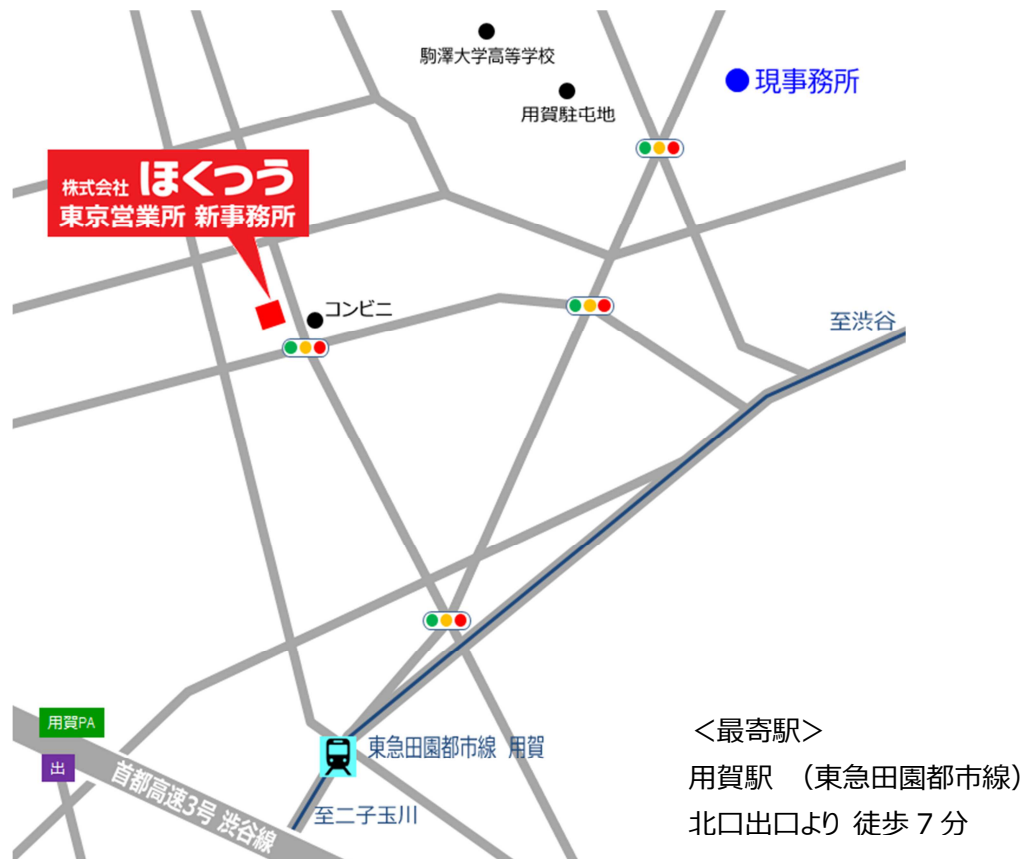 駒澤大学高等学校
用賀駐屯地
現事務所
株式会社 ほくつう
東京営業所 新事務所
コンビニ
至渋谷
用賀PA
出
首都高速3号 渋谷線
東急田園都市線 用賀
至二子玉川
<最寄駅>
用賀駅 (東急田園都市線)
北口出口より 徒歩 7 分